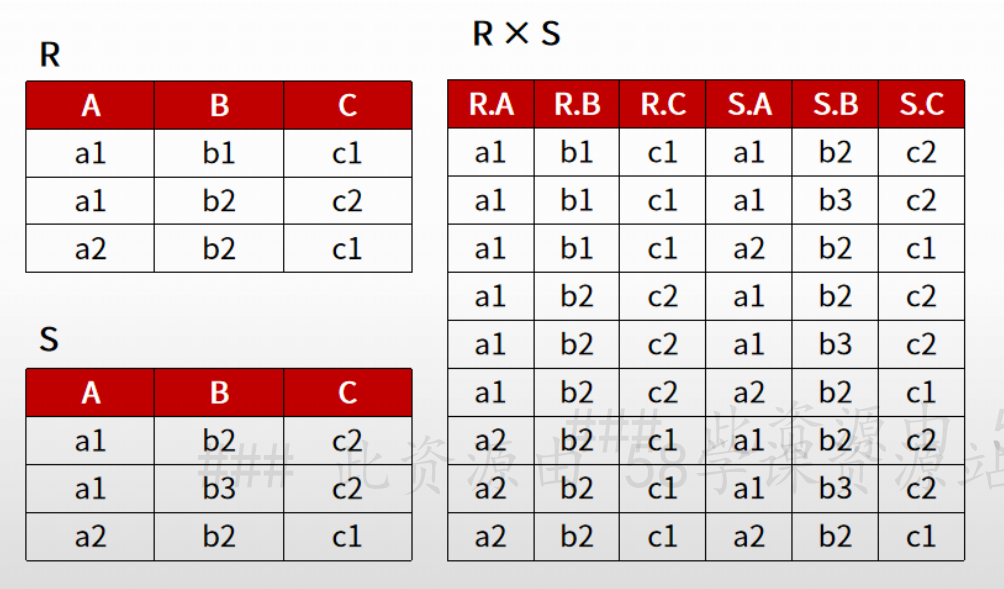 R
A B C
a1 b1 c1
a1 b2 c2
a2 b2 c1
S
A B C
a1 b2 c2
a1 b3 c2
a2 b2 c1
R × S
R.A R.B R.C S.A S.B S.C
a1 b1 c1 a1 b2 c2
a1 b1 c1 a1 b3 c2
a1 b1 c1 a2 b2 c1
a1 b2 c2 a1 b2 c2
a1 b2 c2 a1 b3 c2
a1 b2 c2 a2 b2 c1
a2 b2 c1 a1 b2 c2
a2 b2 c1 a1 b3 c2
a2 b2 c1 a2 b2 c1
### 此资源由 58学课资源站
### 此资源由 5